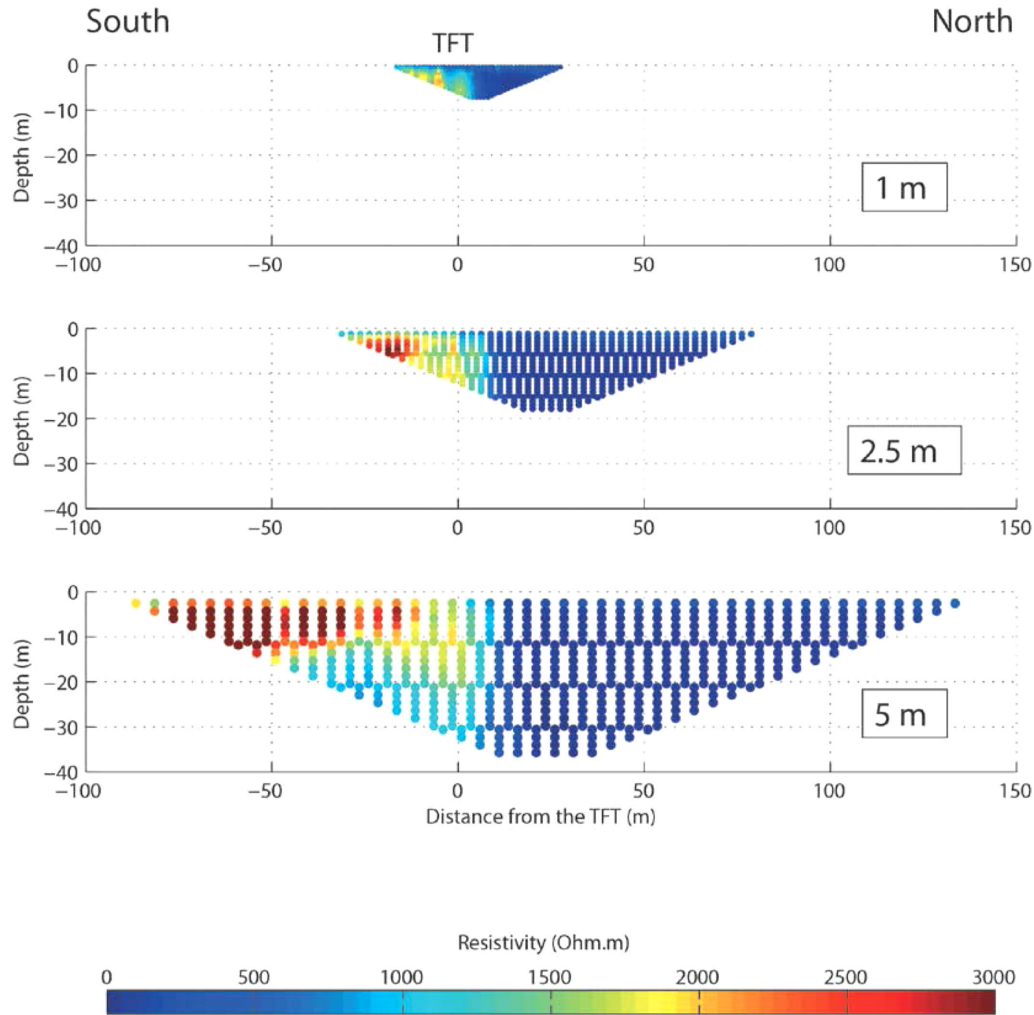 South North
TFT
0
−10
−20
−30
−40
Depth (m)
1 m
−100 −50 0 50 100 150
0
−10
−20
−30
−40
Depth (m)
2.5 m
−100 −50 0 50 100 150
0
−10
−20
−30
−40
Depth (m)
5 m
−100 −50 0 50 100 150
Distance from the TFT (m)
Resistivity (Ohm.m)
0 500 1000 1500 2000 2500 3000